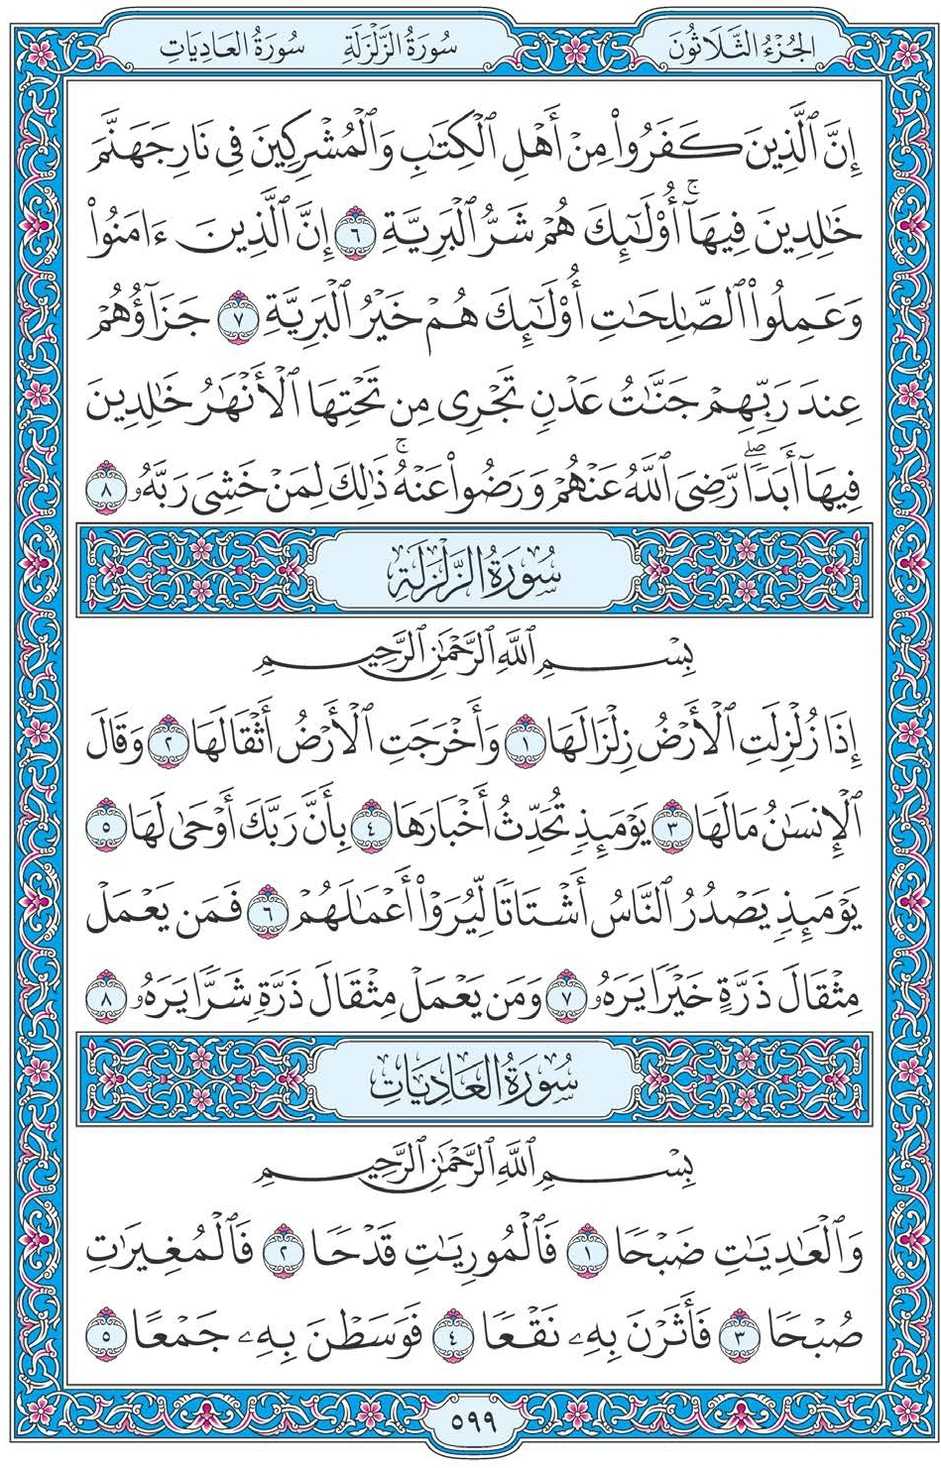 الجُزْءُ الثَّلَاثُونَ
سُورَةُ الزَّلْزَلَةِ سُورَةُ العَادِيَاتِ
إِنَّ ٱلَّذِينَ كَفَرُوا۟ مِنْ أَهْلِ ٱلْكِتَٰبِ وَٱلْمُشْرِكِينَ فِى نَارِ جَهَنَّمَ
خَٰلِدِينَ فِيهَآ ۚ أُو۟لَٰٓئِكَ هُمْ شَرُّ ٱلْبَرِيَّةِ ٦ إِنَّ ٱلَّذِينَ ءَامَنُوا۟
وَعَمِلُوا۟ ٱلصَّٰلِحَٰتِ أُو۟لَٰٓئِكَ هُمْ خَيْرُ ٱلْبَرِيَّةِ ٧ جَزَآؤُهُمْ
عِندَ رَبِّهِمْ جَنَّٰتُ عَدْنٍ تَجْرِى مِن تَحْتِهَا ٱلْأَنْهَٰرُ خَٰلِدِينَ
فِيهَآ أَبَدًا ۖ رَّضِىَ ٱللَّهُ عَنْهُمْ وَرَضُوا۟ عَنْهُ ۚ ذَٰلِكَ لِمَنْ خَشِىَ رَبَّهُۥ ٨
سُورَةُ الزَّلْزَلَةِ
بِسْمِ ٱللَّهِ ٱلرَّحْمَٰنِ ٱلرَّحِيمِ
إِذَا زُلْزِلَتِ ٱلْأَرْضُ زِلْزَالَهَا ١ وَأَخْرَجَتِ ٱلْأَرْضُ أَثْقَالَهَا ٢ وَقَالَ
ٱلْإِنسَٰنُ مَا لَهَا ٣ يَوْمَئِذٍ تُحَدِّثُ أَخْبَارَهَا ٤ بِأَنَّ رَبَّكَ أَوْحَىٰ لَهَا ٥
يَوْمَئِذٍ يَصْدُرُ ٱلنَّاسُ أَشْتَاتًا لِّيُرَوْا۟ أَعْمَٰلَهُمْ ٦ فَمَن يَعْمَلْ
مِثْقَالَ ذَرَّةٍ خَيْرًا يَرَهُۥ ٧ وَمَن يَعْمَلْ مِثْقَالَ ذَرَّةٍ شَرًّا يَرَهُۥ ٨
سُورَةُ العَادِيَاتِ
بِسْمِ ٱللَّهِ ٱلرَّحْمَٰنِ ٱلرَّحِيمِ
وَٱلْعَٰدِيَٰتِ ضَبْحًا ١ فَٱلْمُورِيَٰتِ قَدْحًا ٢ فَٱلْمُغِيرَٰتِ
صُبْحًا ٣ فَأَثَرْنَ بِهِۦ نَقْعًا ٤ فَوَسَطْنَ بِهِۦ جَمْعًا ٥
٥٩٩